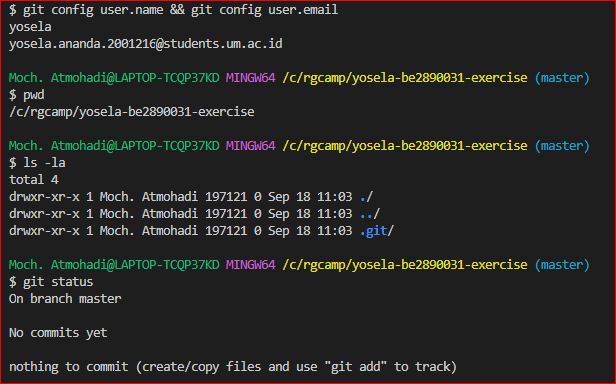 $ git config user.name && git config user.email
yosela
yosela.ananda.2001216@students.um.ac.id
Moch. Atmohadi@LAPTOP-TCQP37KD MINGW64 /c/rgcamp/yosela-be2890031-exercise (master)
$ pwd
/c/rgcamp/yosela-be2890031-exercise
Moch. Atmohadi@LAPTOP-TCQP37KD MINGW64 /c/rgcamp/yosela-be2890031-exercise (master)
$ ls -la
total 4
drwxr-xr-x 1 Moch. Atmohadi 197121 0 Sep 18 11:03 ./
drwxr-xr-x 1 Moch. Atmohadi 197121 0 Sep 18 11:03 ../
drwxr-xr-x 1 Moch. Atmohadi 197121 0 Sep 18 11:03 .git/
Moch. Atmohadi@LAPTOP-TCQP37KD MINGW64 /c/rgcamp/yosela-be2890031-exercise (master)
$ git status
On branch master
No commits yet
nothing to commit (create/copy files and use "git add" to track)